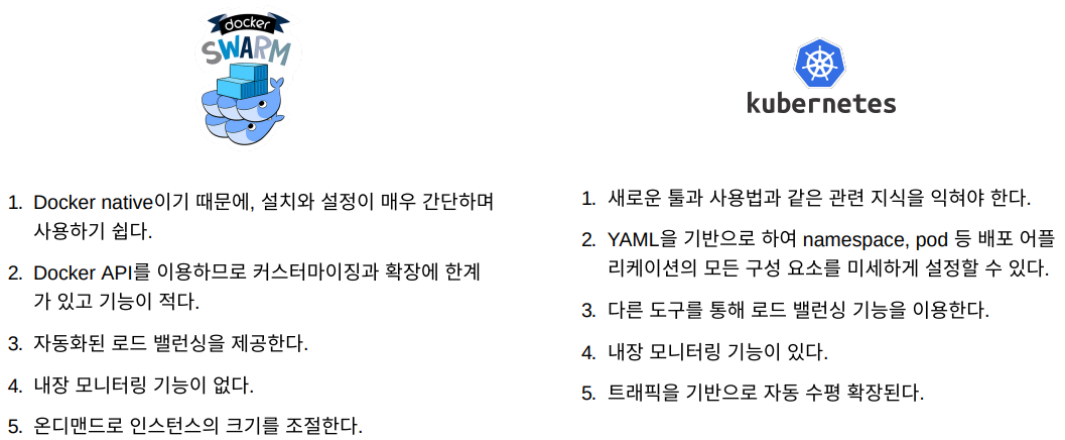 docker
SWARM
kubernetes
1. Docker native이기 때문에, 설치와 설정이 매우 간단하며
사용하기 쉽다.
2. Docker API를 이용하므로 커스터마이징과 확장에 한계
가 있고 기능이 적다.
3. 자동화된 로드 밸런싱을 제공한다.
4. 내장 모니터링 기능이 없다.
5. 온디맨드로 인스턴스의 크기를 조절한다.
1. 새로운 툴과 사용법과 같은 관련 지식을 익혀야 한다.
2. YAML을 기반으로 하여 namespace, pod 등 배포 어플
리케이션의 모든 구성 요소를 미세하게 설정할 수 있다.
3. 다른 도구를 통해 로드 밸런싱 기능을 이용한다.
4. 내장 모니터링 기능이 있다.
5. 트래픽을 기반으로 자동 수평 확장된다.